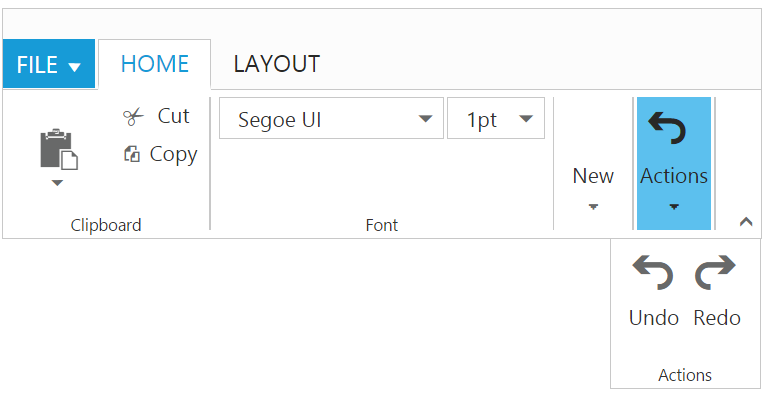 FILE HOME LAYOUT
Cut
Segoe UI 1pt
Copy
New Actions
Clipboard Font
Undo Redo
Actions